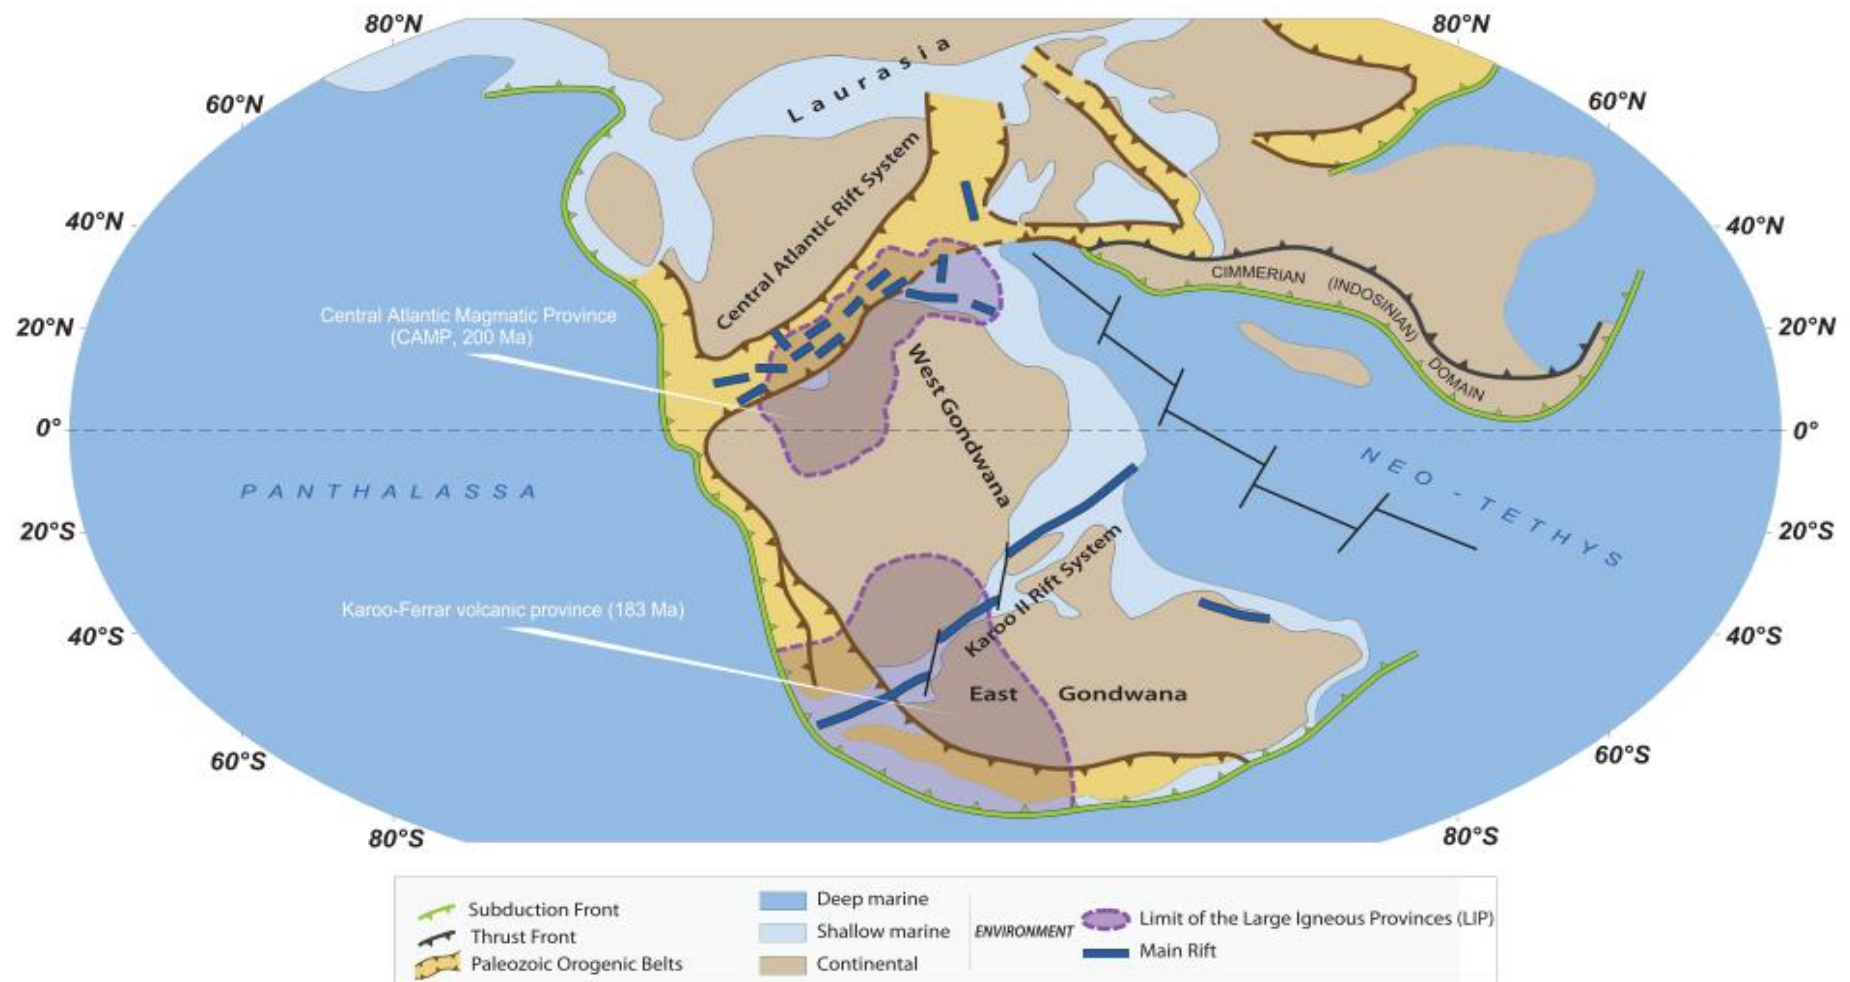 80°N
80°N
Laurasia
60°N
60°N
Central Atlantic Rift System
40°N
40°N
CIMMERIAN (INDOSINIAN) DOMAIN
Central Atlantic Magmatic Province
(CAMP, 200 Ma)
20°N
20°N
West Gondwana
0°
0°
PANTHALASSA
NEO - TETHYS
20°S
20°S
Karoo II Rift System
Karoo-Ferrar volcanic province (183 Ma)
40°S
40°S
East Gondwana
60°S
60°S
80°S
80°S
Subduction Front
Thrust Front
Paleozoic Orogenic Belts
Deep marine
Shallow marine
Continental
ENVIRONMENT
Limit of the Large Igneous Provinces (LIP)
Main Rift